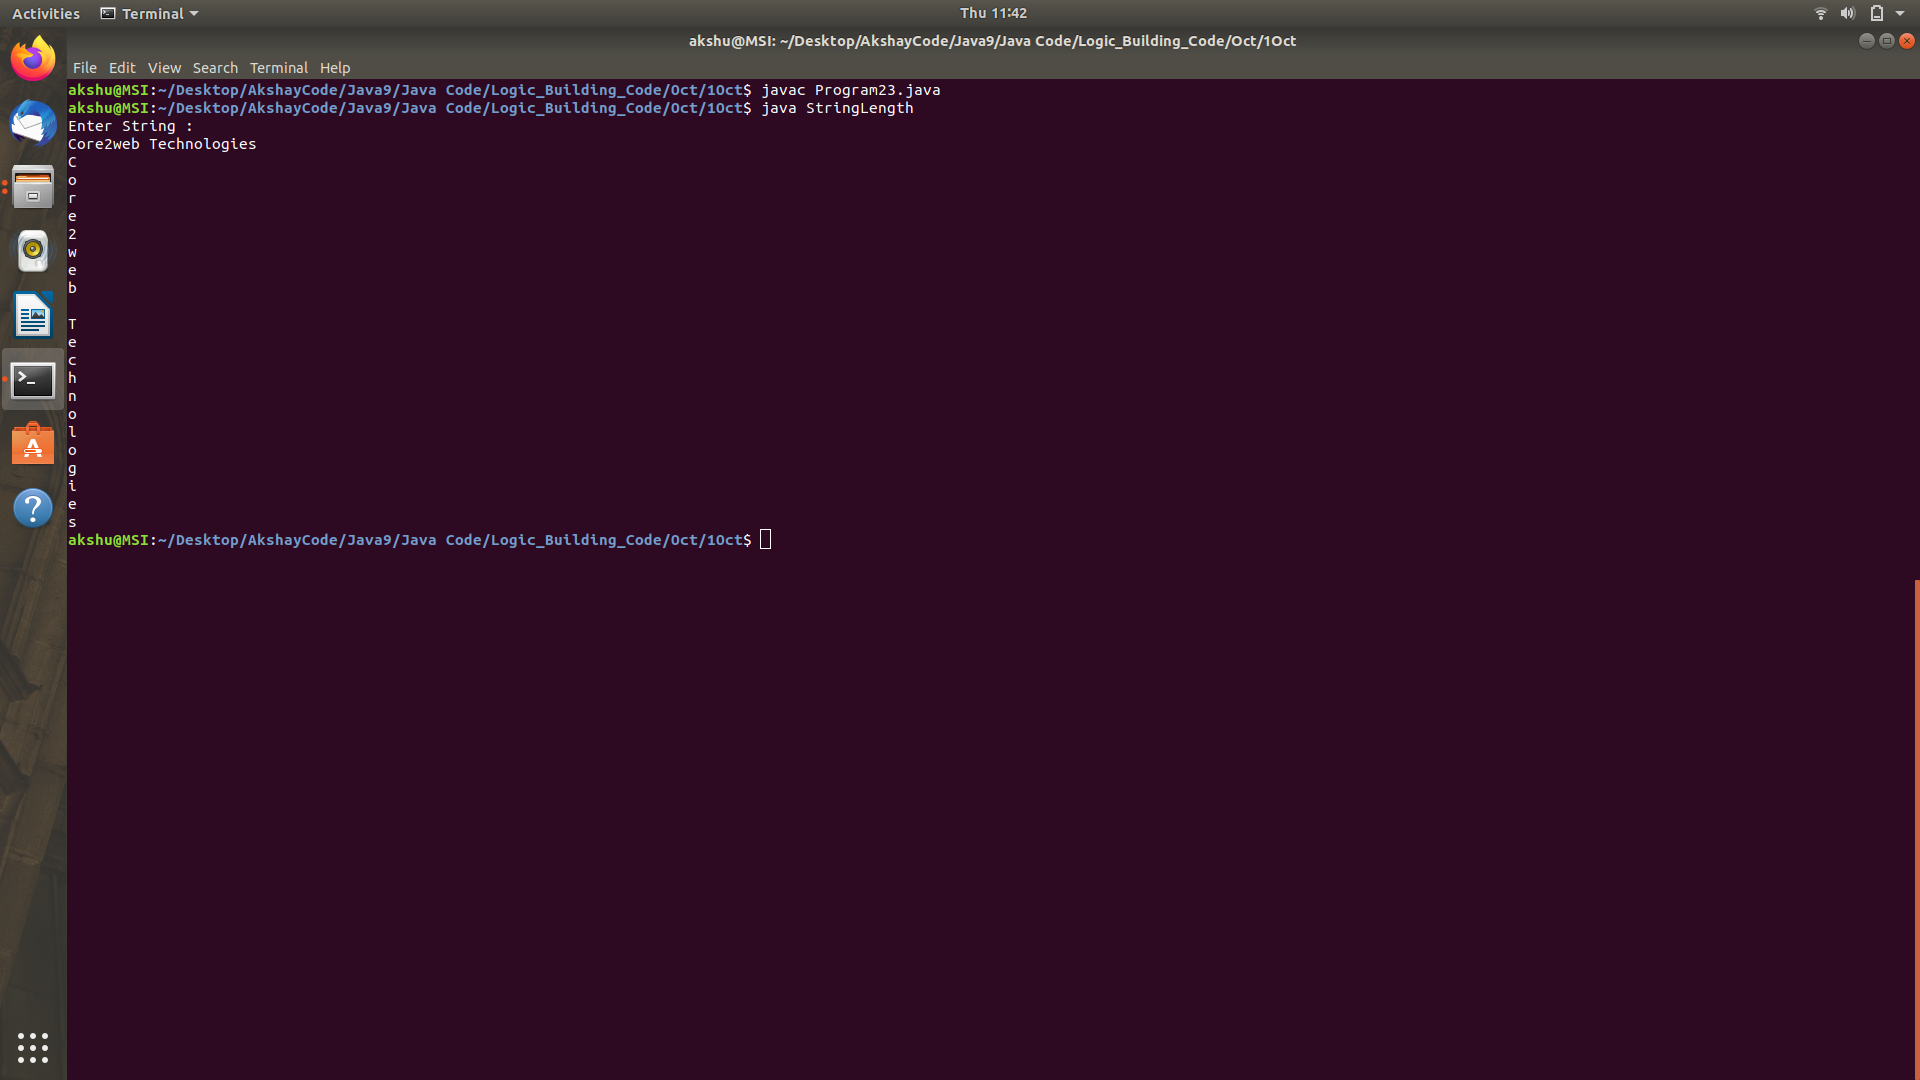 Activities Terminal Thu 11:42
akshu@MSI: ~/Desktop/AkshayCode/Java9/Java Code/Logic_Building_Code/Oct/1Oct
File Edit View Search Terminal Help
akshu@MSI:~/Desktop/AkshayCode/Java9/Java Code/Logic_Building_Code/Oct/1Oct$ javac Program23.java
akshu@MSI:~/Desktop/AkshayCode/Java9/Java Code/Logic_Building_Code/Oct/1Oct$ java StringLength
Enter String :
Core2web Technologies
C
o
r
e
2
w
e
b

T
e
c
h
n
o
l
o
g
i
e
s
akshu@MSI:~/Desktop/AkshayCode/Java9/Java Code/Logic_Building_Code/Oct/1Oct$